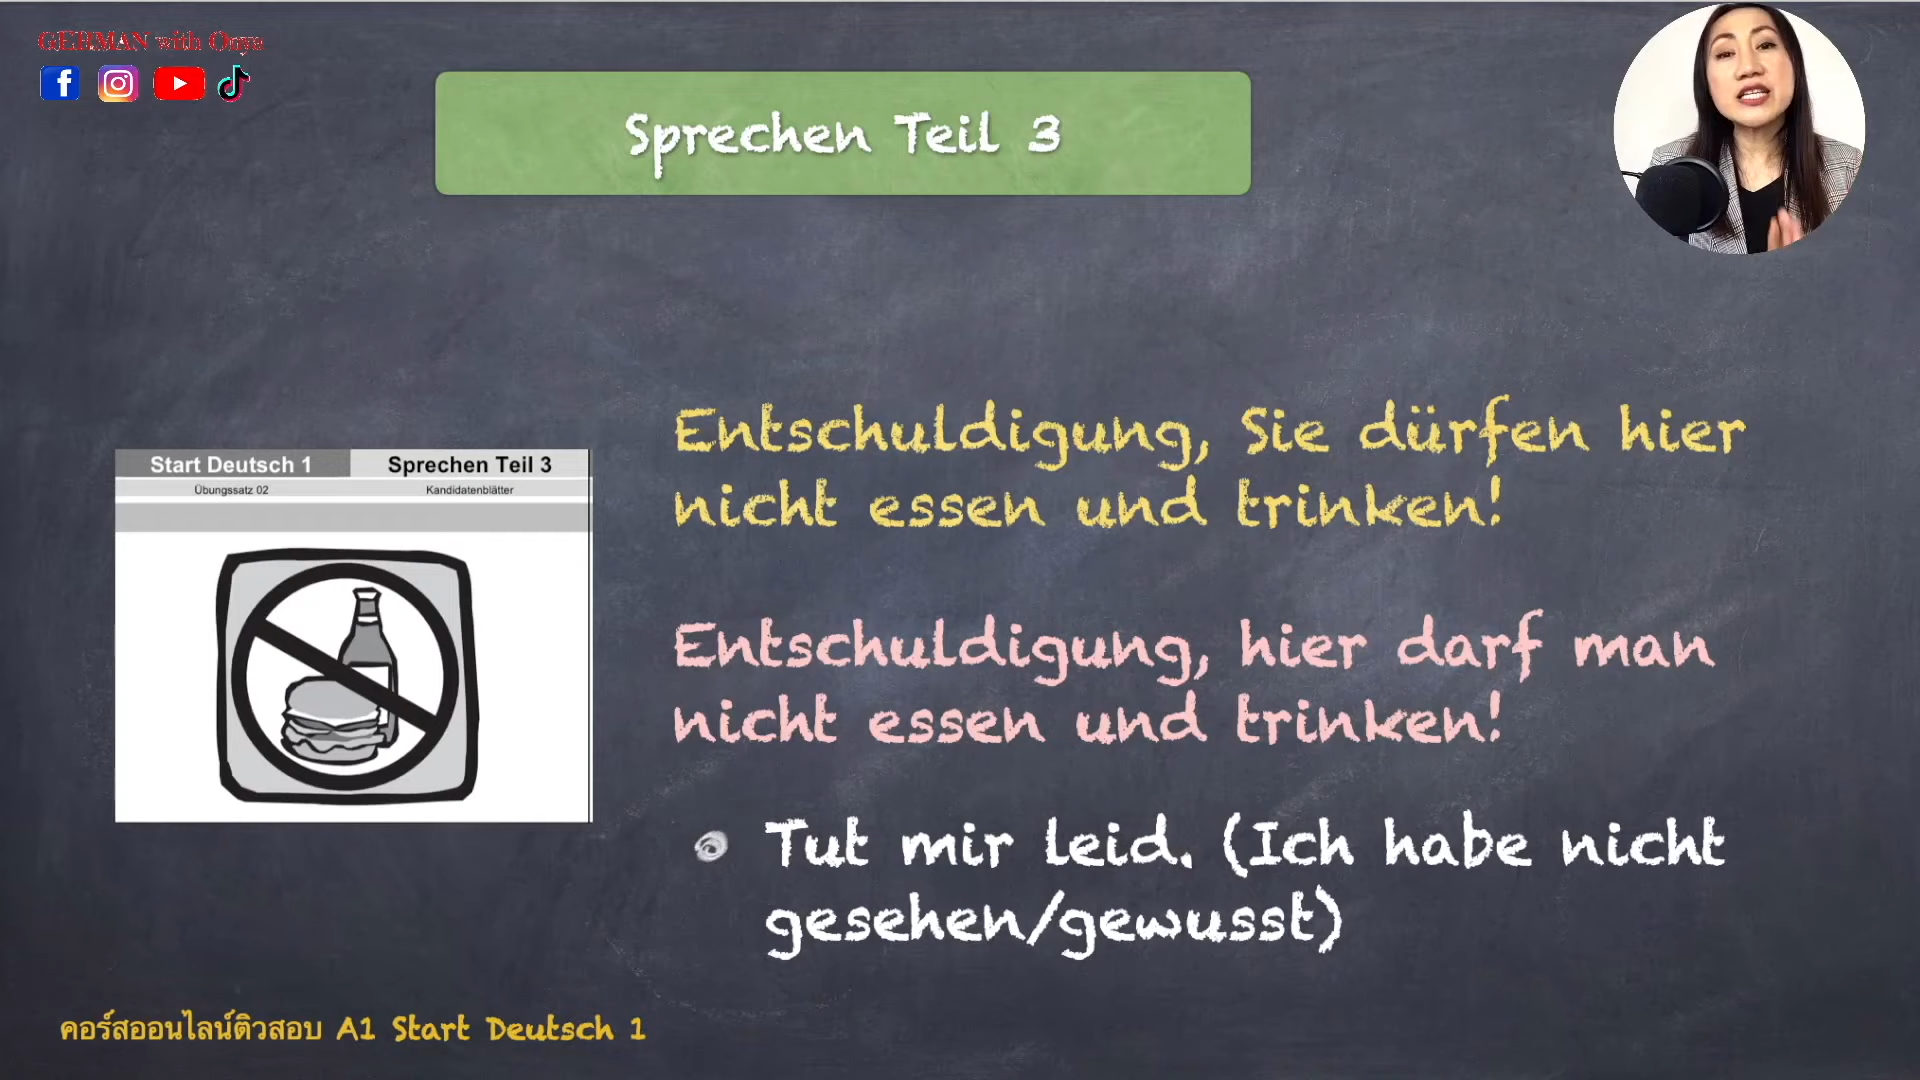 GERMAN with Onya
Sprechen Teil 3
Start Deutsch 1
Sprechen Teil 3
Übungssatz 02
Kandidatenblätter
Entschuldigung, Sie dürfen hier
nicht essen und trinken!
Entschuldigung, hier darf man
nicht essen und trinken!
Tut mir leid. (Ich habe nicht
gesehen/gewusst)
คอร์สออนไลน์ติวสอบ A1 Start Deutsch 1